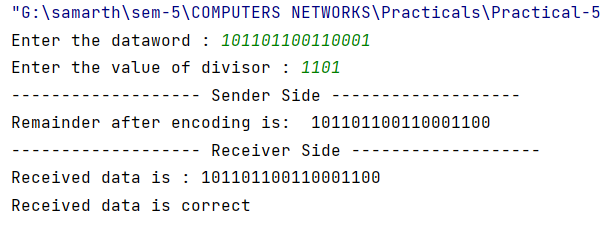 "G:\samarth\sem-5\COMPUTERS NETWORKS\Practicals\Practical-5
Enter the dataword : 101101100110001
Enter the value of divisor : 1101
------------------- Sender Side -------------------
Remainder after encoding is:  101101100110001100
------------------- Receiver Side -------------------
Received data is : 101101100110001100
Received data is correct